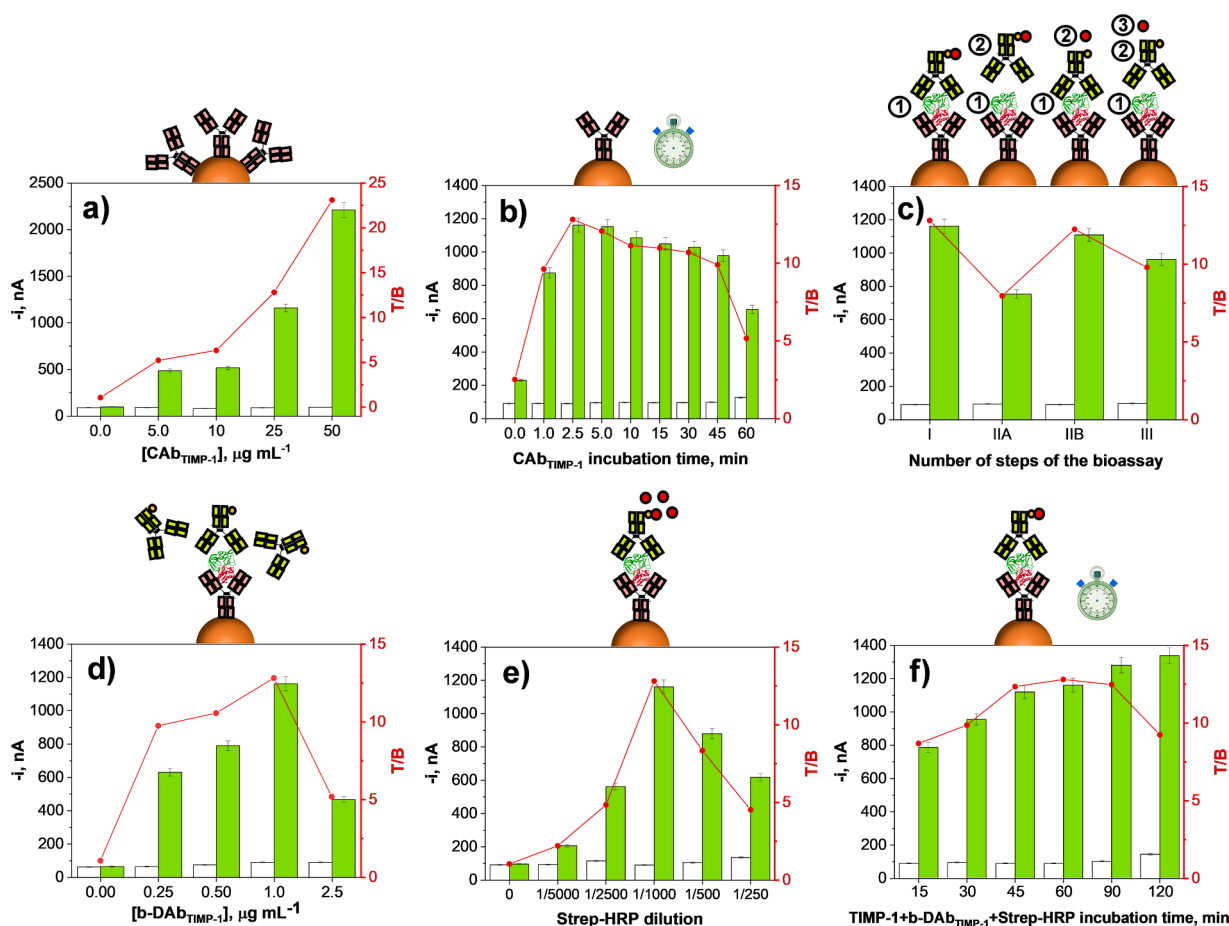 ③
② ② ②
① ① ① ①
a)
2500
2000
1500
1000
500
0
-i, nA
25
20
15
10
5
0
T/B
0.0 5.0 10 25 50
[CAb_TIMP-1], μg mL⁻¹
b)
1400
1200
1000
800
600
400
200
0
-i, nA
15
10
5
0
T/B
0.0 1.0 2.5 5.0 10 15 30 45 60
CAb_TIMP-1 incubation time, min
c)
1400
1200
1000
800
600
400
200
0
-i, nA
15
10
5
0
T/B
I IIA IIB III
Number of steps of the bioassay
d)
1400
1200
1000
800
600
400
200
0
-i, nA
15
10
5
0
T/B
0.00 0.25 0.50 1.0 2.5
[b-DAb_TIMP-1], μg mL⁻¹
e)
1400
1200
1000
800
600
400
200
0
-i, nA
15
10
5
0
T/B
0 1/5000 1/2500 1/1000 1/500 1/250
Strep-HRP dilution
f)
1400
1200
1000
800
600
400
200
0
-i, nA
15
10
5
0
T/B
15 30 45 60 90 120
TIMP-1+b-DAb_TIMP-1+Strep-HRP incubation time, min